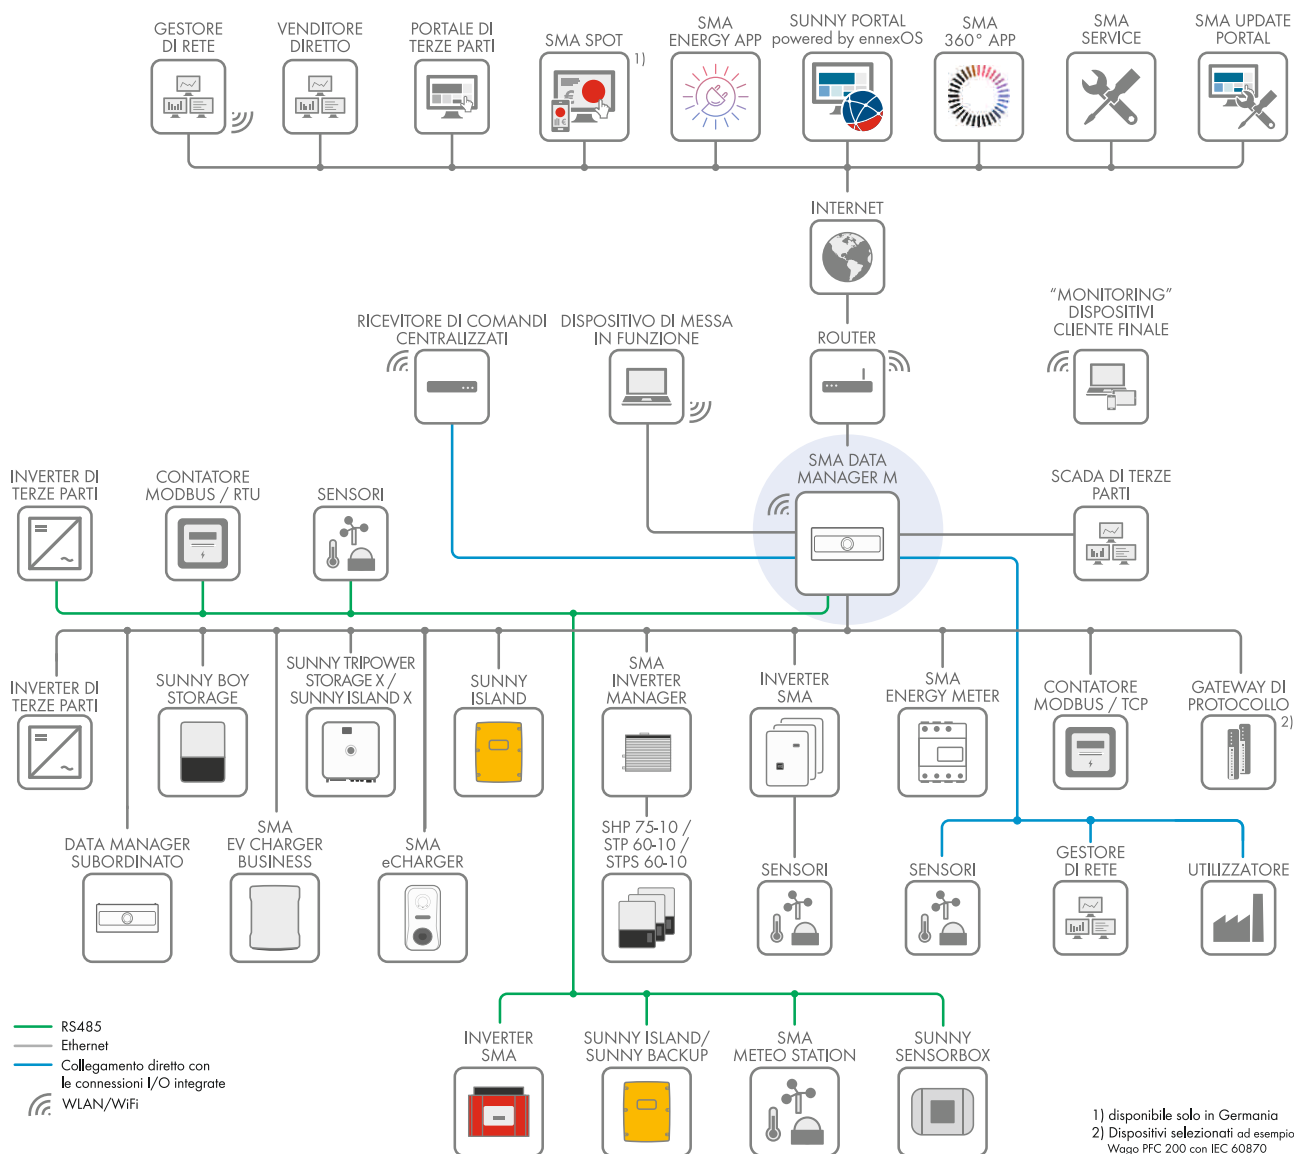 GESTORE
DI RETE
VENDITORE
DIRETTO
PORTALE DI
TERZE PARTI
SMA SPOT
1)
SMA
ENERGY APP
SUNNY PORTAL
powered by ennexOS
SMA
360° APP
SMA
SERVICE
SMA UPDATE
PORTAL
INTERNET
RICEVITORE DI COMANDI
CENTRALIZZATI
DISPOSITIVO DI MESSA
IN FUNZIONE
ROUTER
"MONITORING"
DISPOSITIVI
CLIENTE FINALE
INVERTER DI
TERZE PARTI
CONTATORE
MODBUS / RTU
SENSORI
SMA DATA
MANAGER M
SCADA DI TERZE
PARTI
INVERTER DI
TERZE PARTI
SUNNY BOY
STORAGE
SUNNY TRIPOWER
STORAGE X /
SUNNY ISLAND X
SUNNY
ISLAND
SMA
INVERTER
MANAGER
INVERTER
SMA
SMA
ENERGY METER
CONTATORE
MODBUS / TCP
GATEWAY DI
PROTOCOLLO
2)
DATA MANAGER
SUBORDINATO
SMA
EV CHARGER
BUSINESS
SMA
eCHARGER
SHP 75-10 /
STP 60-10 /
STPS 60-10
SENSORI
SENSORI
GESTORE
DI RETE
UTILIZZATORE
RS485
Ethernet
Collegamento diretto con
le connessioni I/O integrate
WLAN/WiFi
INVERTER
SMA
SUNNY ISLAND/
SUNNY BACKUP
SMA
METEO STATION
SUNNY
SENSORBOX
1) disponibile solo in Germania
2) Dispositivi selezionati ad esempio
Wago PFC 200 con IEC 60870